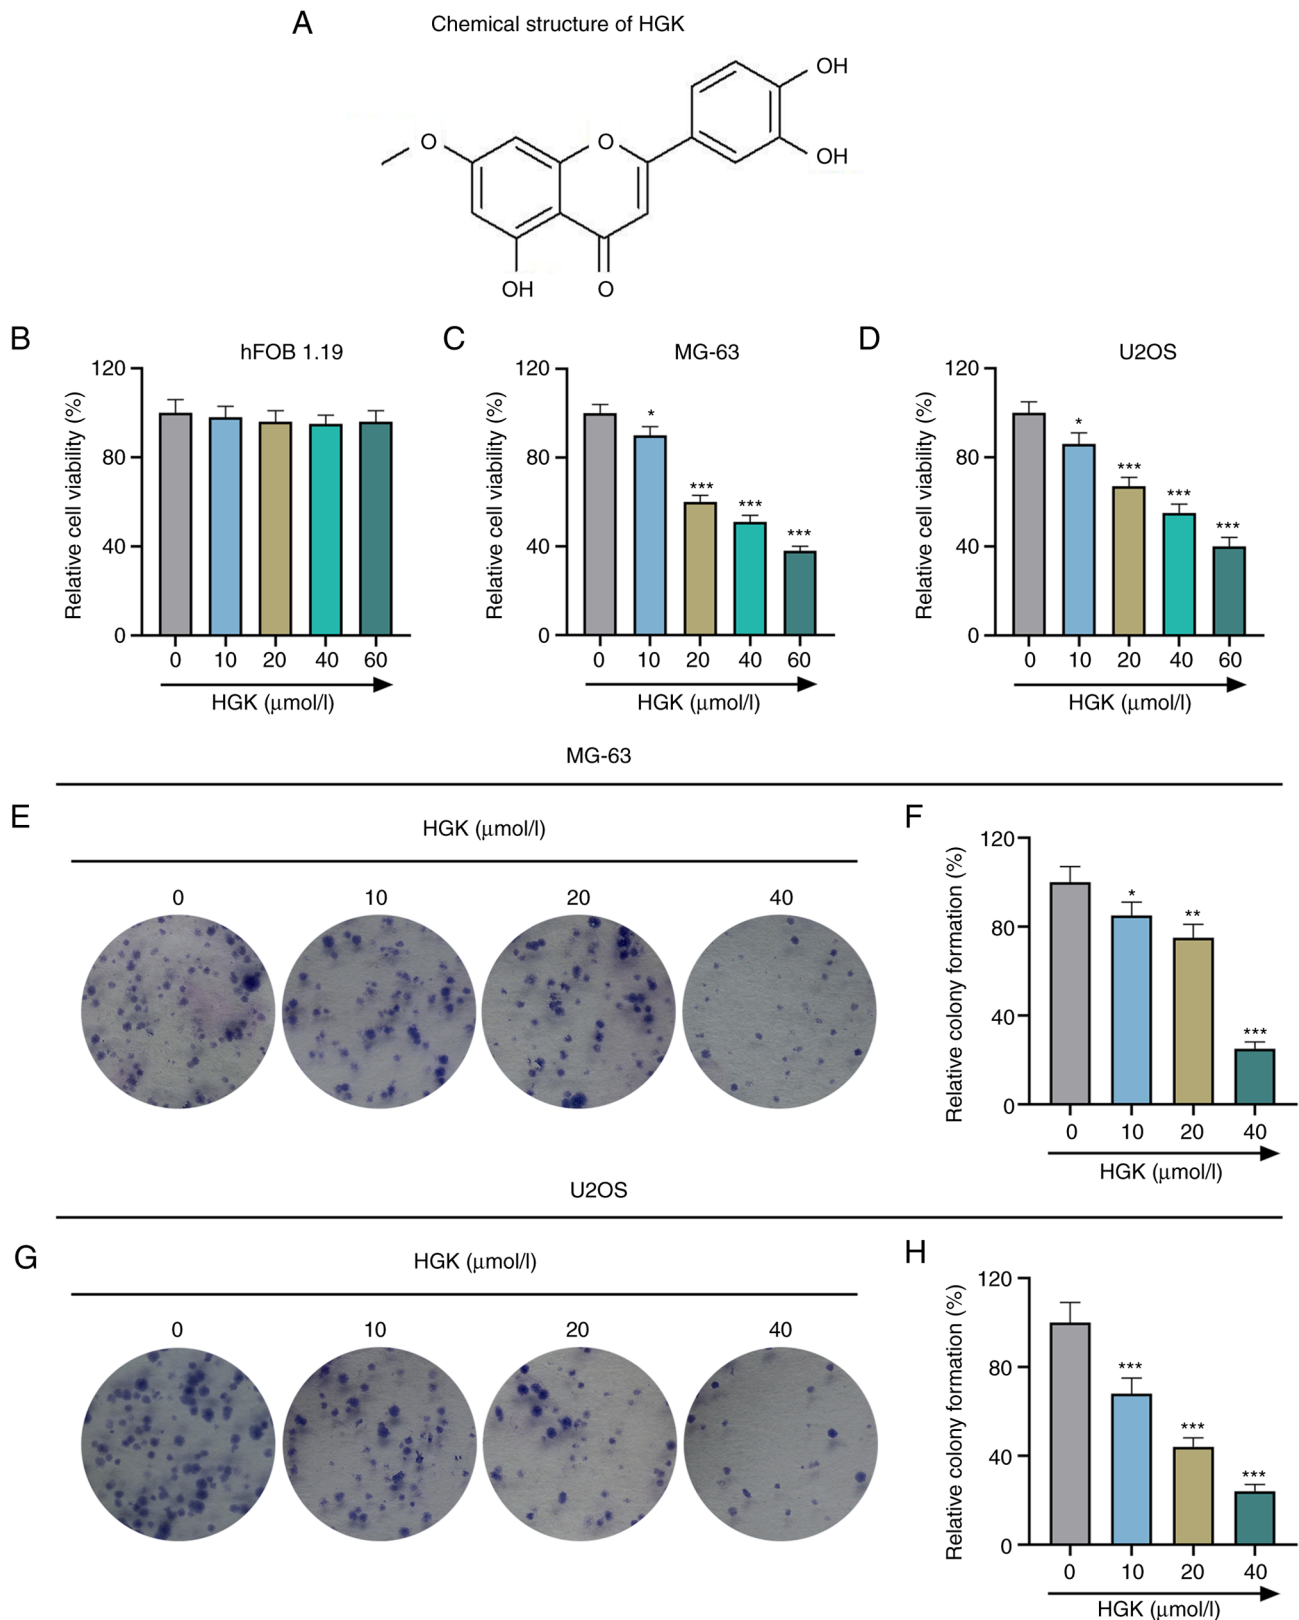 A
Chemical structure of HGK
OH
O
O
OH
OH
O
B
hFOB 1.19
Relative cell viability (%)
120
80
40
0
0 10 20 40 60
HGK (μmol/l)
C
MG-63
Relative cell viability (%)
120
80
40
0
*
***
***
***
0 10 20 40 60
HGK (μmol/l)
D
U2OS
Relative cell viability (%)
120
80
40
0
*
***
***
***
0 10 20 40 60
HGK (μmol/l)
MG-63
E
HGK (μmol/l)
0 10 20 40
F
Relative colony formation (%)
120
80
40
0
*
**
***
0 10 20 40
HGK (μmol/l)
U2OS
G
HGK (μmol/l)
0 10 20 40
H
Relative colony formation (%)
120
80
40
0
***
***
***
0 10 20 40
HGK (μmol/l)